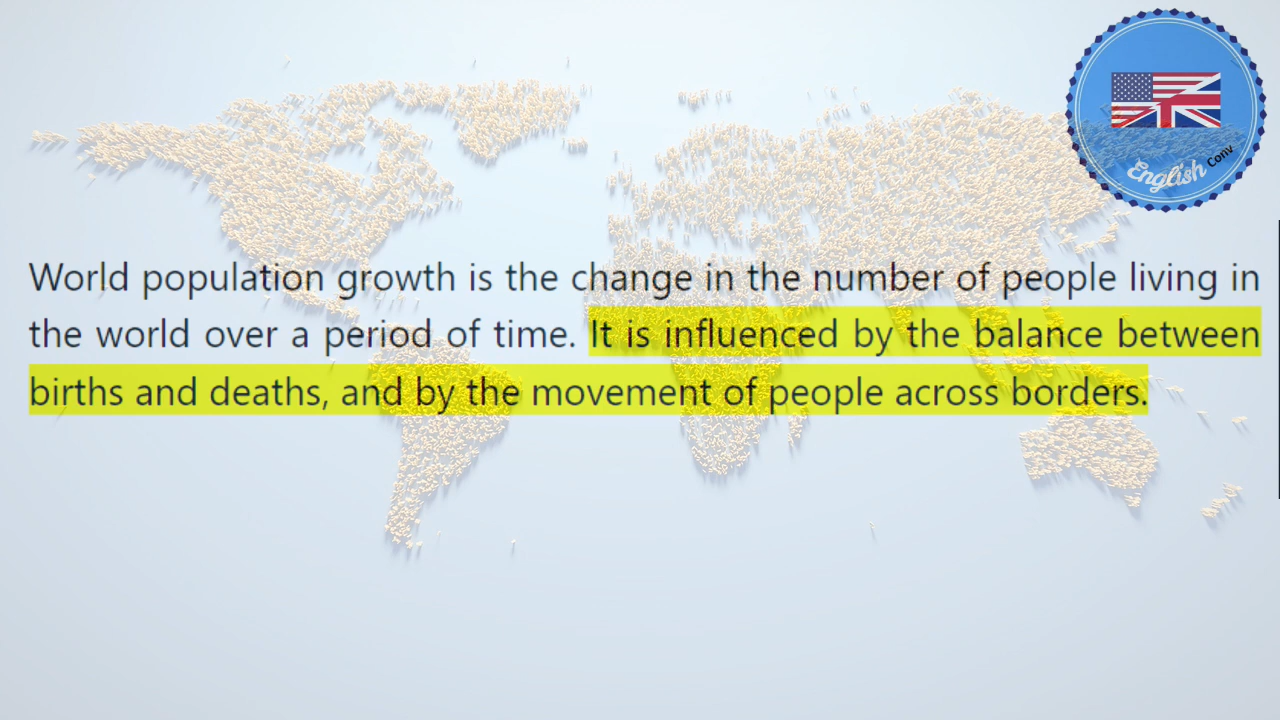 English Conv
World population growth is the change in the number of people living in
the world over a period of time. It is influenced by the balance between
births and deaths, and by the movement of people across borders.